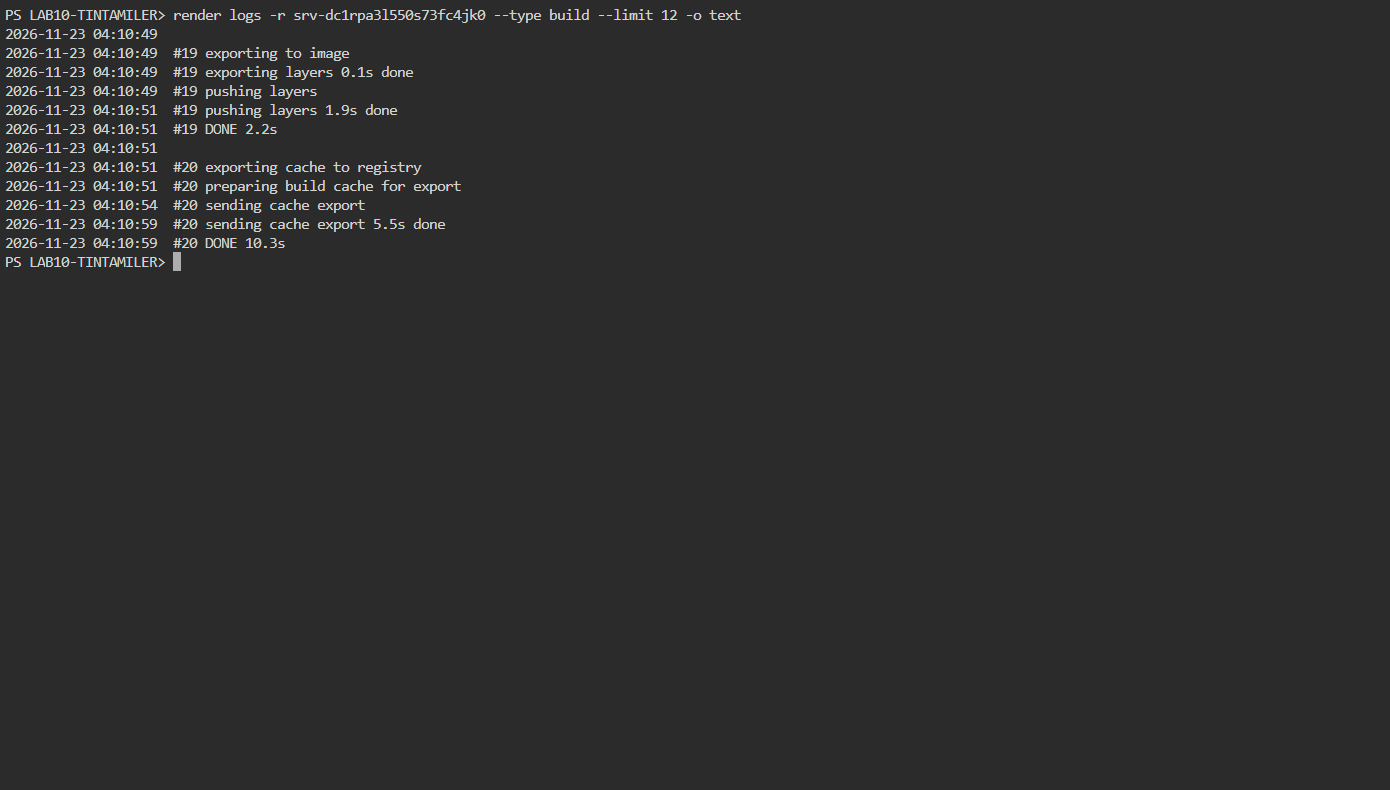 PS LAB10-TINTAMILER> render logs -r srv-dc1rpa3l550s73fc4jk0 --type build --limit 12 -o text
2026-11-23 04:10:49
2026-11-23 04:10:49  #19 exporting to image
2026-11-23 04:10:49  #19 exporting layers 0.1s done
2026-11-23 04:10:49  #19 pushing layers
2026-11-23 04:10:51  #19 pushing layers 1.9s done
2026-11-23 04:10:51  #19 DONE 2.2s
2026-11-23 04:10:51
2026-11-23 04:10:51  #20 exporting cache to registry
2026-11-23 04:10:51  #20 preparing build cache for export
2026-11-23 04:10:54  #20 sending cache export
2026-11-23 04:10:59  #20 sending cache export 5.5s done
2026-11-23 04:10:59  #20 DONE 10.3s
PS LAB10-TINTAMILER>